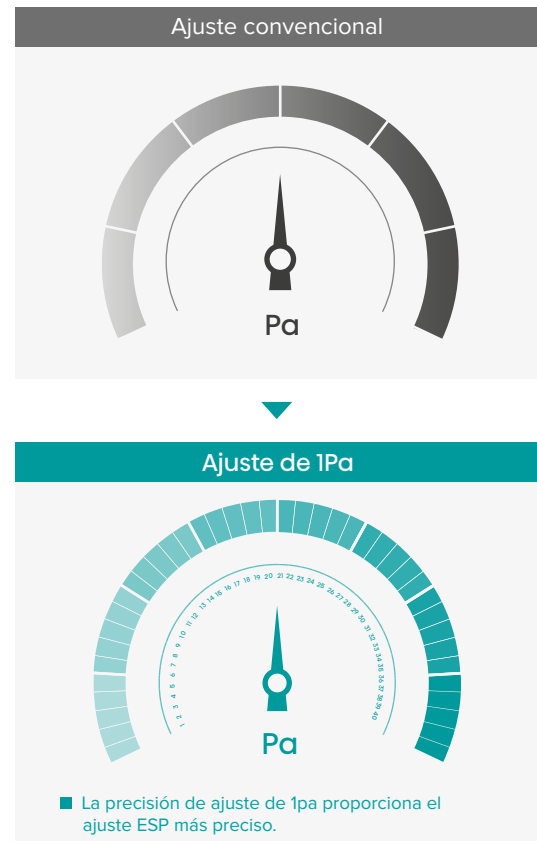 Ajuste convencional
Pa
Ajuste de 1Pa
1 2 3 4 5 6 7 8 9 10 11 12 13 14 15 16 17 18 19 20 21 22 23 24 25 26 27 28 29 30 31 32 33 34 35 36 37 38 39 40
Pa
La precisión de ajuste de 1pa proporciona el
ajuste ESP más preciso.